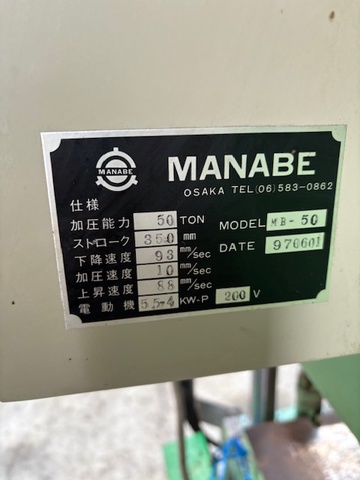 MANABE
MANABE
OSAKA TEL(06)583-0862
仕様
加圧能力 50 TON
MODEL MB-50
ストローク 350 mm
DATE 976601
下降速度 93 mm/sec
加圧速度 10 mm/sec
上昇速度 88 mm/sec
電動機 5.5-4 KW-P 200 V